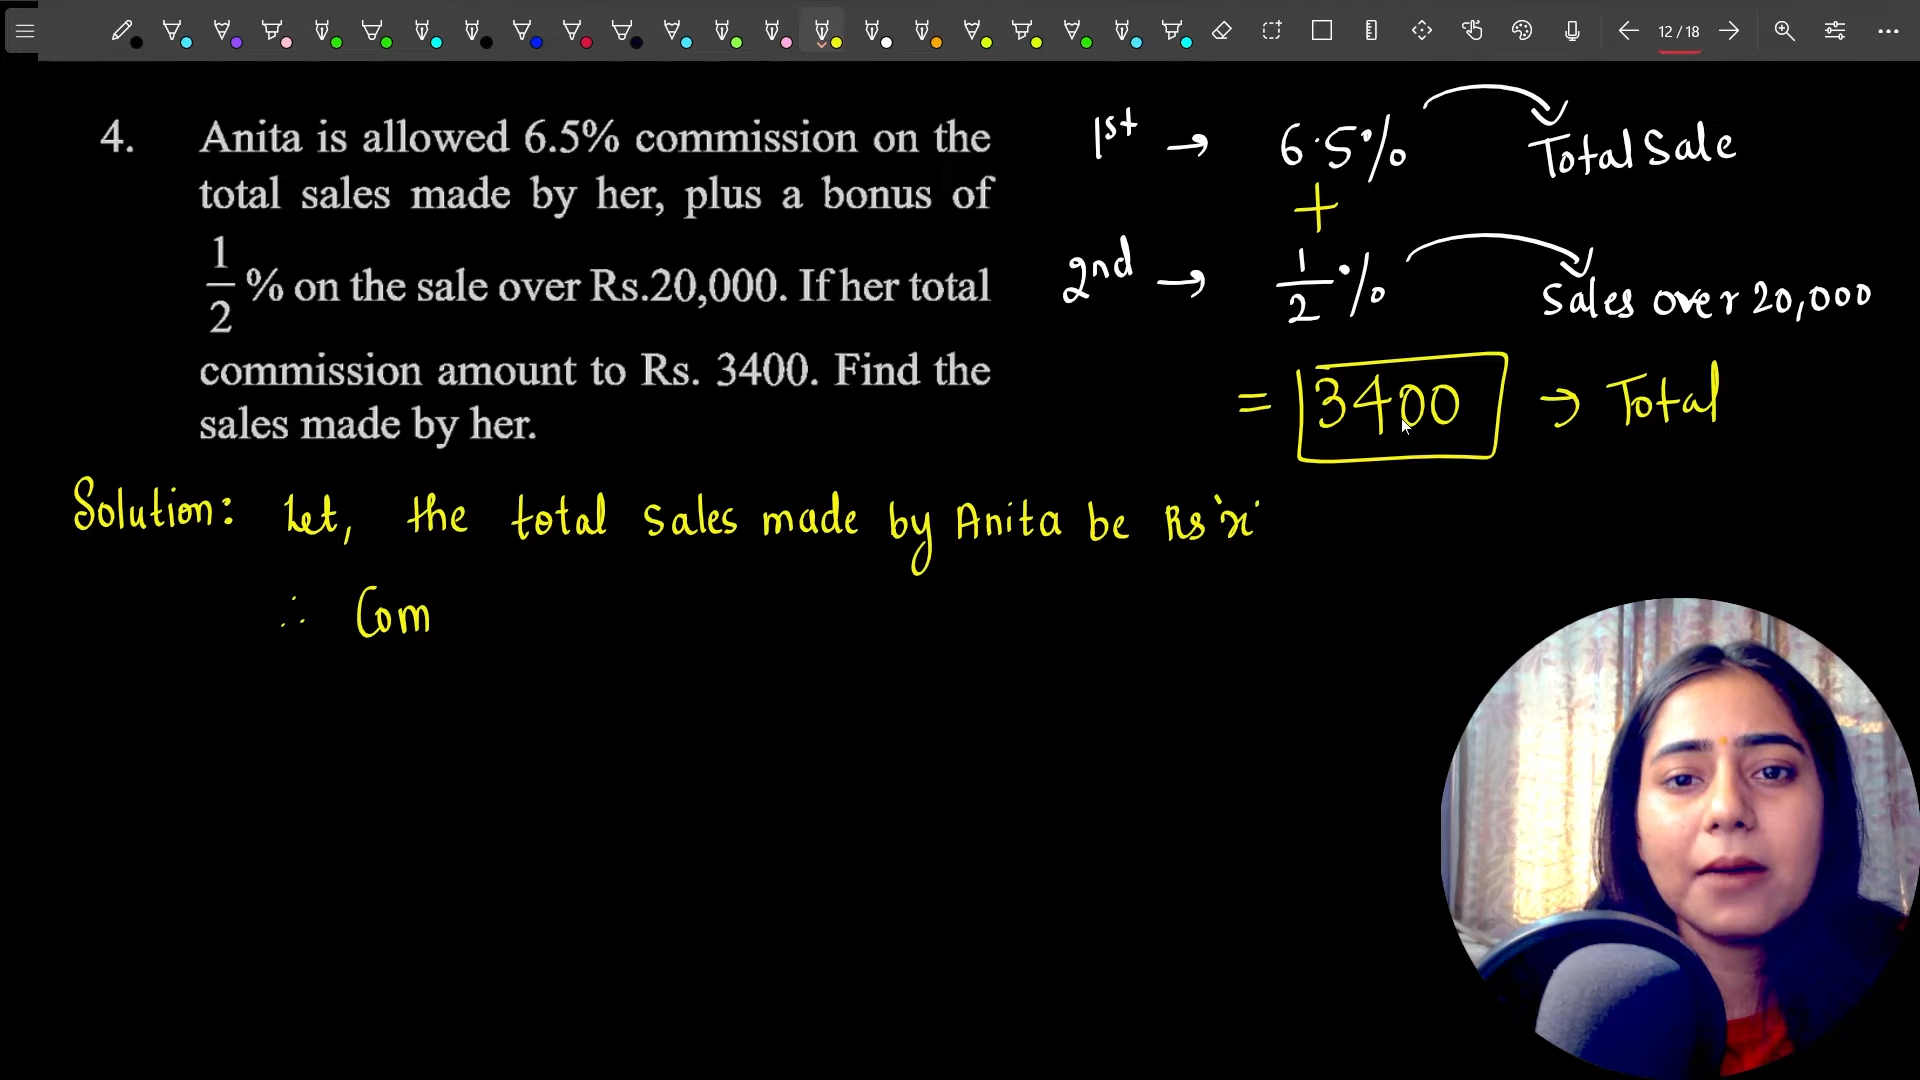 12 / 18
4. Anita is allowed 6.5% commission on the
total sales made by her, plus a bonus of
1/2 % on the sale over Rs.20,000. If her total
commission amount to Rs. 3400. Find the
sales made by her.
1st → 6.5% Total Sale
+
2nd → 1/2 % Sales over 20,000
= 3400 → Total
Solution: Let, the total sales made by Anita be Rs 'x'
∴ Com